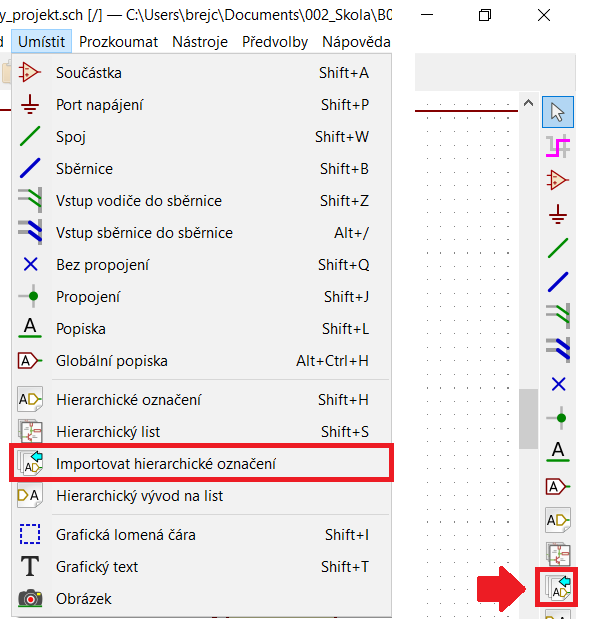 y_projekt.sch [/] — C:\Users\brejc\Documents\002_Skola\B0
Umístit Prozkoumat Nástroje Předvolby Nápověda
Součástka Shift+A
Port napájení Shift+P
Spoj Shift+W
Sběrnice Shift+B
Vstup vodiče do sběrnice Shift+Z
Vstup sběrnice do sběrnice Alt+/
Bez propojení Shift+Q
Propojení Shift+J
Popiska Shift+L
Globální popiska Alt+Ctrl+H
Hierarchické označení Shift+H
Hierarchický list Shift+S
Importovat hierarchické označení
Hierarchický vývod na list
Grafická lomená čára Shift+I
Grafický text Shift+T
Obrázek